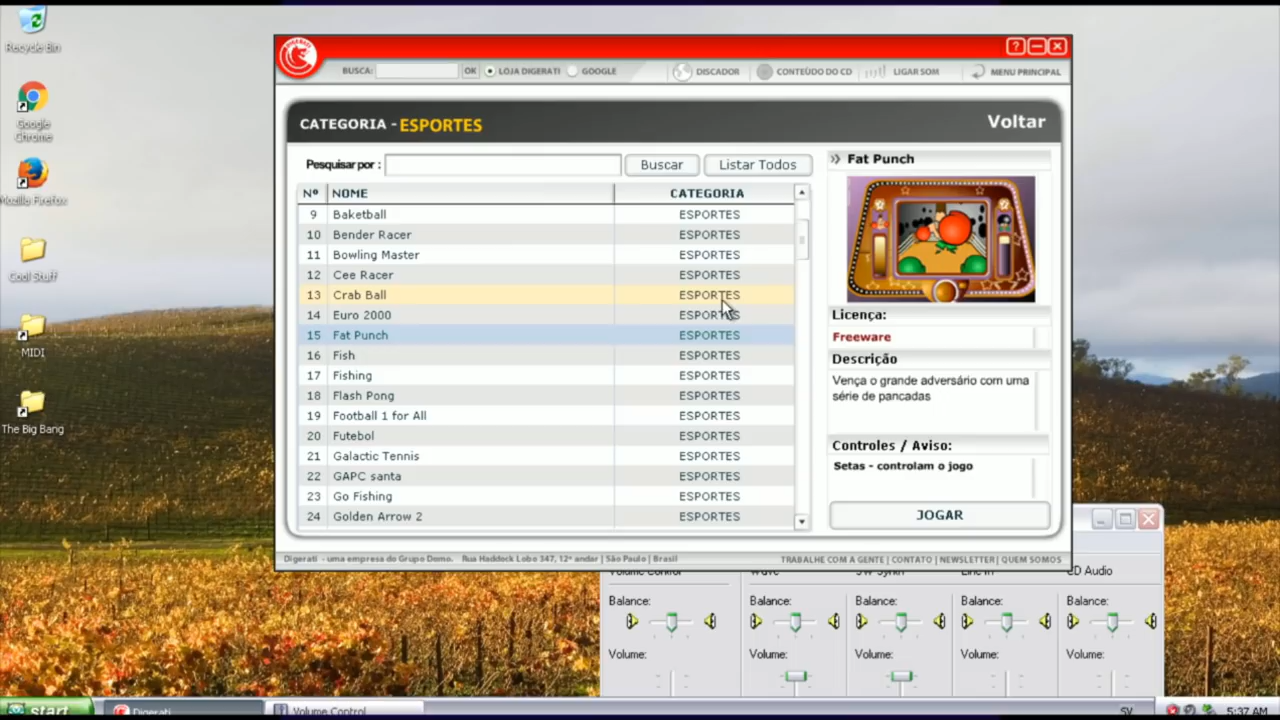 Recycle Bin
Google
Chrome
Mozilla Firefox
Cool Stuff
MIDI
The Big Bang
DIGERATI
BUSCA:
OK
LOJA DIGERATI
GOOGLE
DISCADOR
CONTEÚDO DO CD
LIGAR SOM
MENU PRINCIPAL
CATEGORIA - ESPORTES
Voltar
Pesquisar por :
Buscar
Listar Todos
Nº NOME CATEGORIA
9 Baketball ESPORTES
10 Bender Racer ESPORTES
11 Bowling Master ESPORTES
12 Cee Racer ESPORTES
13 Crab Ball ESPORTES
14 Euro 2000 ESPORTES
15 Fat Punch ESPORTES
16 Fish ESPORTES
17 Fishing ESPORTES
18 Flash Pong ESPORTES
19 Football 1 for All ESPORTES
20 Futebol ESPORTES
21 Galactic Tennis ESPORTES
22 GAPC santa ESPORTES
23 Go Fishing ESPORTES
24 Golden Arrow 2 ESPORTES
Fat Punch
Licença:
Freeware
Descrição
Vença o grande adversário com uma
série de pancadas
Controles / Aviso:
Setas - controlam o jogo
JOGAR
Digerati - uma empresa do Grupo Domo. Rua Haddock Lobo 347, 12º andar | São Paulo | Brasil
TRABALHE COM A GENTE | CONTATO | NEWSLETTER | QUEM SOMOS
Volume Control Wave SW Synth Line In CD Audio
Balance: Balance: Balance: Balance: Balance:
Volume: Volume: Volume: Volume: Volume:
start
Digerati
Volume Control
SV
5:37 AM